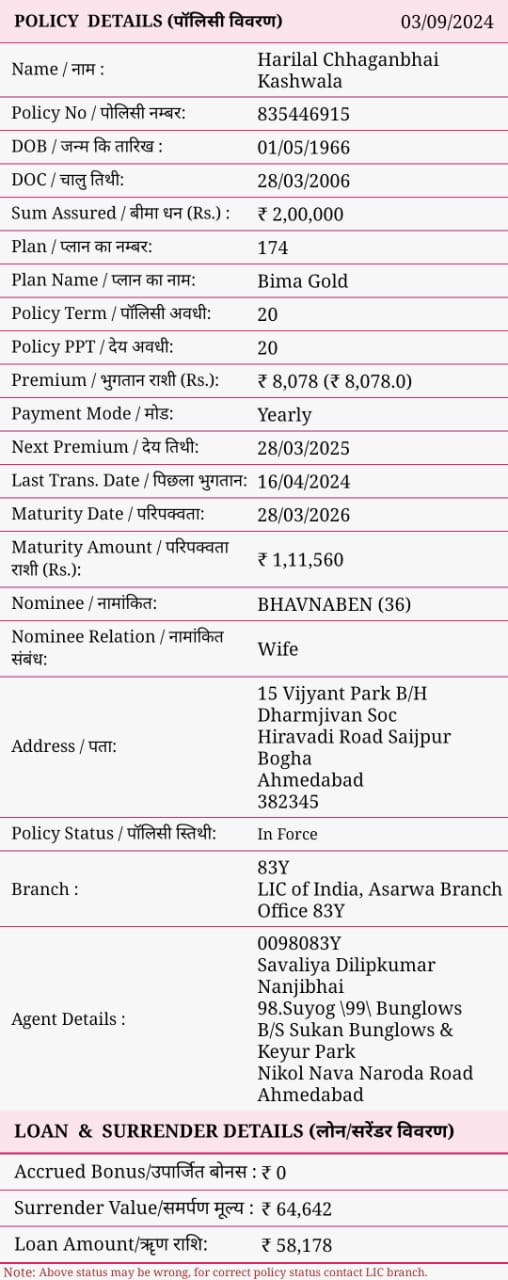 POLICY DETAILS (पॉलिसी विवरण) 03/09/2024
Name / नाम : Harilal Chhaganbhai
Kashwala
Policy No / पोलिसी नम्बर: 835446915
DOB / जन्म कि तारिख : 01/05/1966
DOC / चालु तिथी: 28/03/2006
Sum Assured / बीमा धन (Rs.) : ₹ 2,00,000
Plan / प्लान का नम्बर: 174
Plan Name / प्लान का नाम: Bima Gold
Policy Term / पॉलिसी अवधी: 20
Policy PPT / देय अवधी: 20
Premium / भुगतान राशी (Rs.): ₹ 8,078 (₹ 8,078.0)
Payment Mode / मोड: Yearly
Next Premium / देय तिथी: 28/03/2025
Last Trans. Date / पिछला भुगतान: 16/04/2024
Maturity Date / परिपक्वता: 28/03/2026
Maturity Amount / परिपक्वता
राशी (Rs.): ₹ 1,11,560
Nominee / नामांकित: BHAVNABEN (36)
Nominee Relation / नामांकित
संबंध: Wife
Address / पता: 15 Vijyant Park B/H
Dharmjivan Soc
Hiravadi Road Saijpur
Bogha
Ahmedabad
382345
Policy Status / पॉलिसी स्तिथी: In Force
Branch : 83Y
LIC of India, Asarwa Branch
Office 83Y
Agent Details : 0098083Y
Savaliya Dilipkumar
Nanjibhai
98.Suyog \99\ Bunglows
B/S Sukan Bunglows &
Keyur Park
Nikol Nava Naroda Road
Ahmedabad
LOAN & SURRENDER DETAILS (लोन/सरेंडर विवरण)
Accrued Bonus/उपार्जित बोनस : ₹ 0
Surrender Value/समर्पण मूल्य : ₹ 64,642
Loan Amount/ॠण राशि: ₹ 58,178
Note: Above status may be wrong, for correct policy status contact LIC branch.